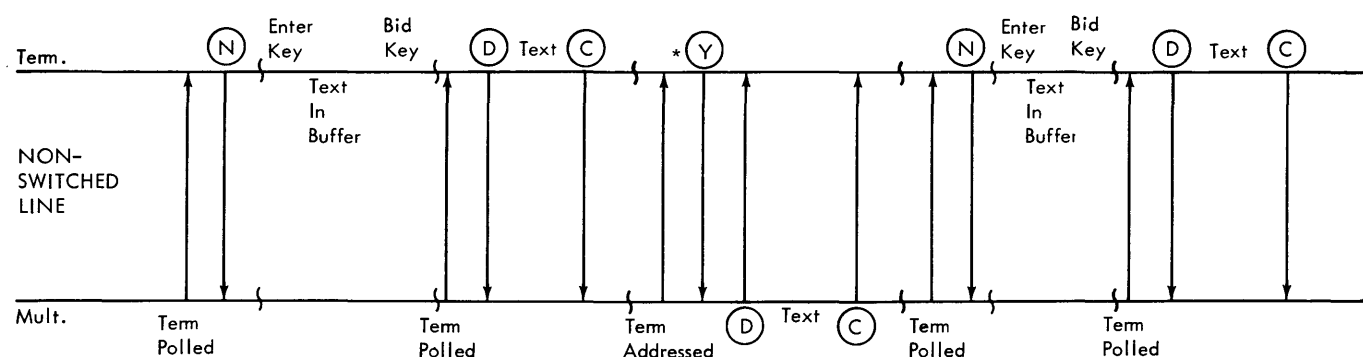 Term.
N
Enter
Key
Bid
Key
D
Text
C
*
Y
N
Enter
Key
Bid
Key
D
Text
C
Text
In
Buffer
Text
In
Buffer
NON-
SWITCHED
LINE
Mult.
Term
Polled
Term
Polled
Term
Addressed
D
Text
C
Term
Polled
Term
Polled